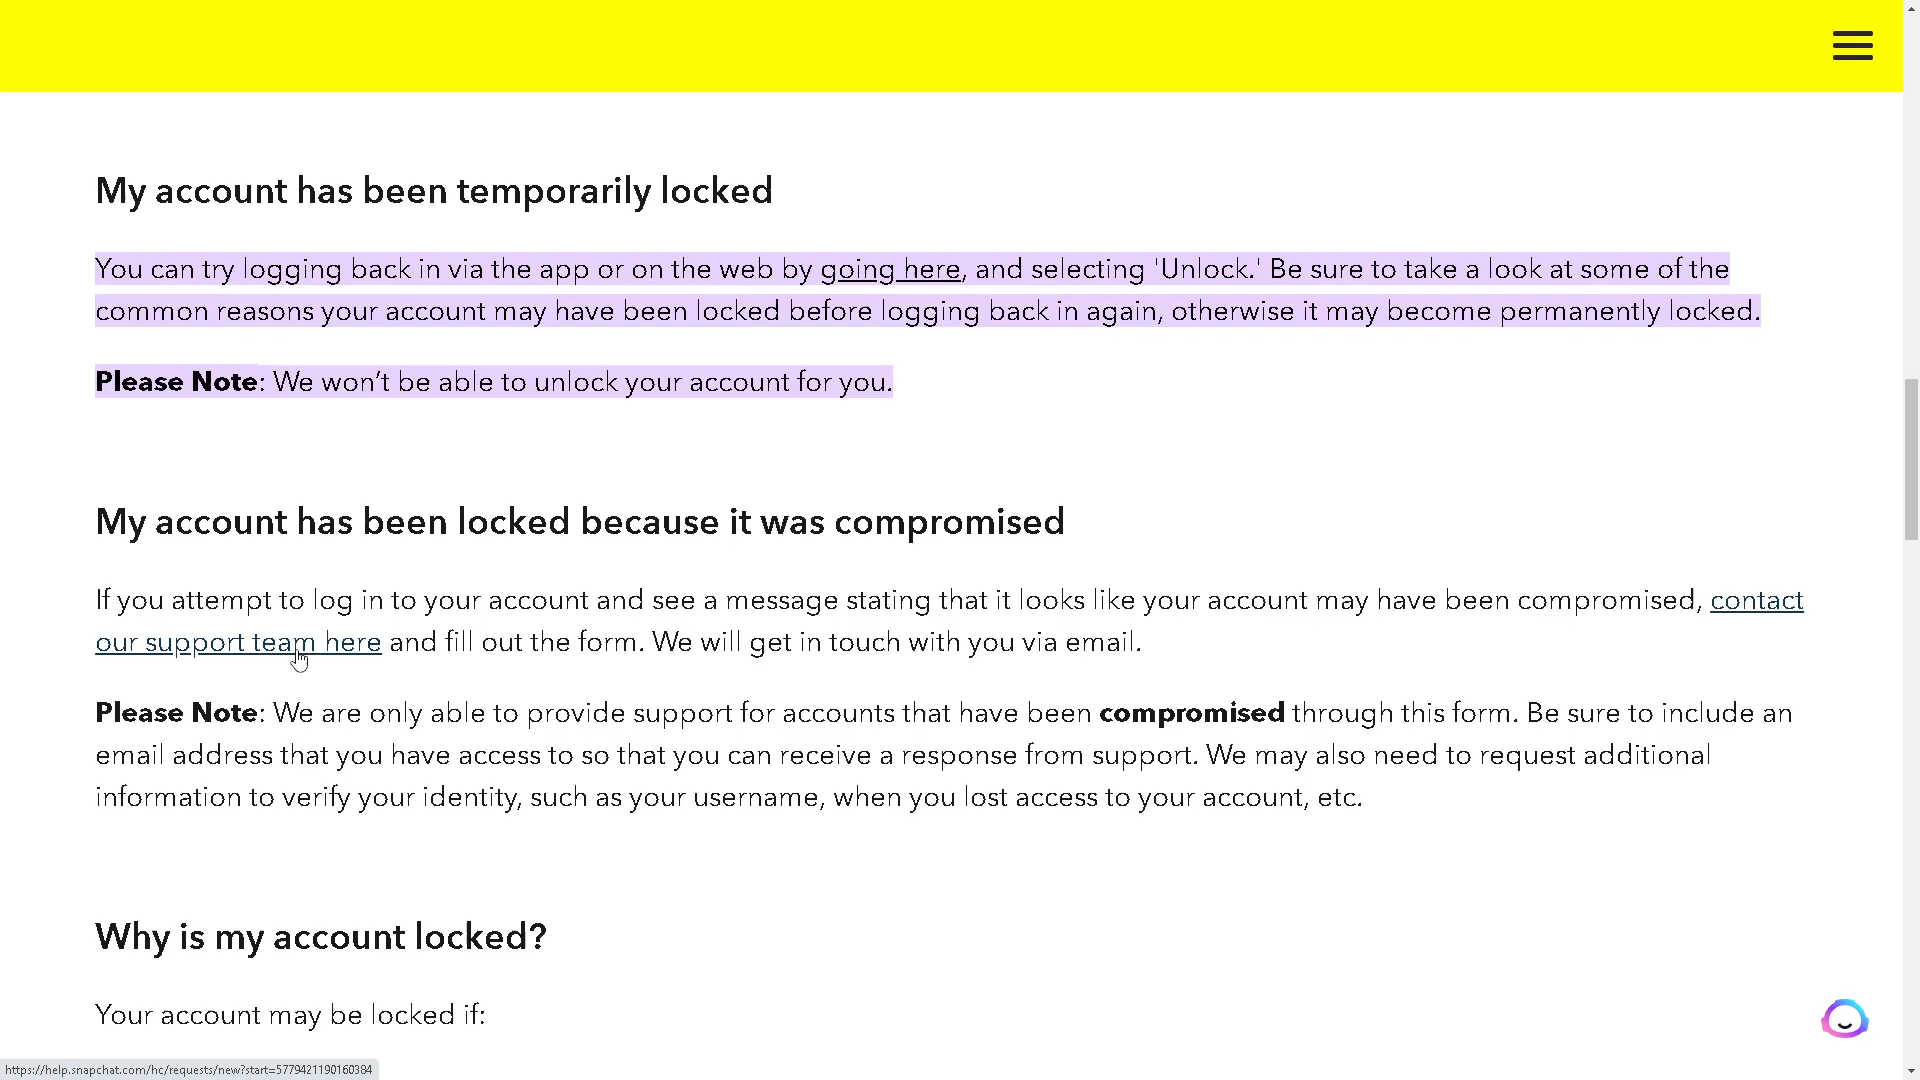 My account has been temporarily locked
You can try logging back in via the app or on the web by going here, and selecting 'Unlock.' Be sure to take a look at some of the
common reasons your account may have been locked before logging back in again, otherwise it may become permanently locked.
Please Note: We won’t be able to unlock your account for you.
My account has been locked because it was compromised
If you attempt to log in to your account and see a message stating that it looks like your account may have been compromised, contact
our support team here and fill out the form. We will get in touch with you via email.
Please Note: We are only able to provide support for accounts that have been compromised through this form. Be sure to include an
email address that you have access to so that you can receive a response from support. We may also need to request additional
information to verify your identity, such as your username, when you lost access to your account, etc.
Why is my account locked?
Your account may be locked if:
https://help.snapchat.com/hc/requests/new?start=5779421190160384